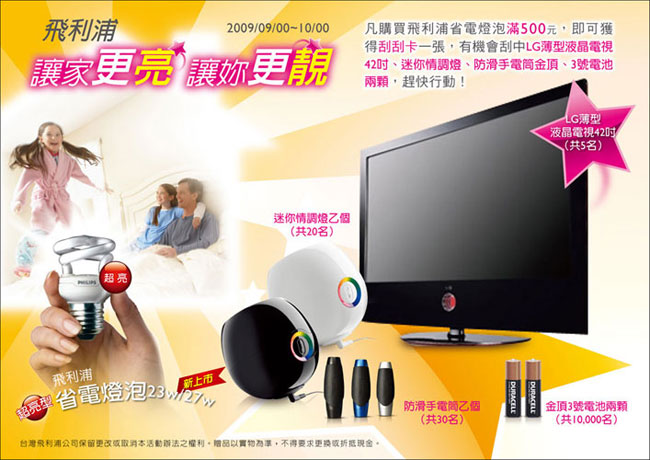 飛利浦
2009/09/00~10/00
讓家更亮 讓妳更靚
凡購買飛利浦省電燈泡滿500元，即可獲
得刮刮卡一張，有機會刮中LG薄型液晶電視
42吋、迷你情調燈、防滑手電筒金頂、3號電池
兩顆，趕快行動！
LG薄型
液晶電視42吋
（共5名）
迷你情調燈乙個
（共20名）
超亮
PHILIPS
飛利浦
新上市
超亮型
省電燈泡23w/27w
防滑手電筒乙個
（共30名）
DURACELL
DURACELL
金頂3號電池兩顆
（共10,000名）
台灣飛利浦公司保留更改或取消本活動辦法之權利。贈品以實物為準，不得要求更換或折抵現金。